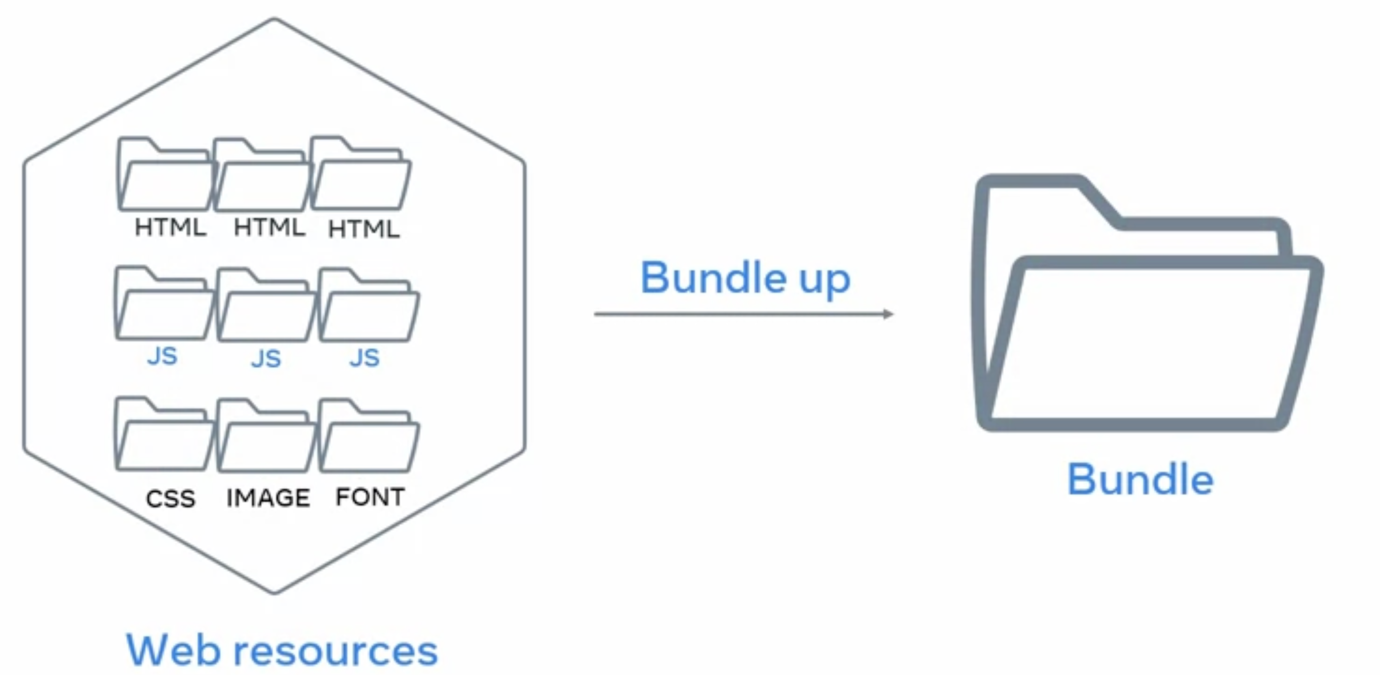 HTML HTML HTML
JS JS JS
CSS IMAGE FONT
Web resources
Bundle up
Bundle